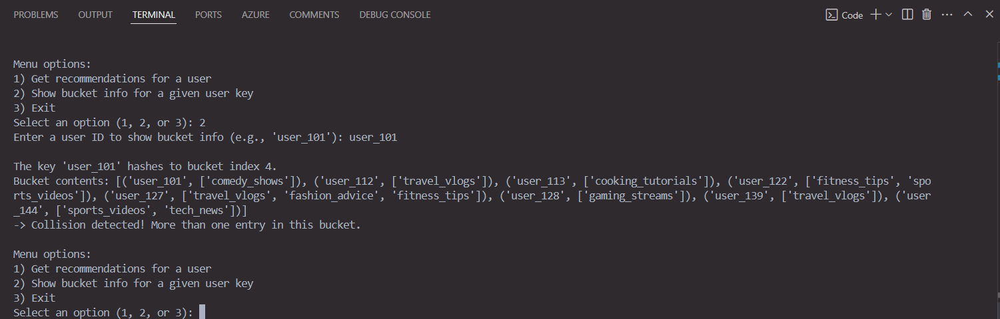 PROBLEMS OUTPUT TERMINAL PORTS AZURE COMMENTS DEBUG CONSOLE Code
Menu options:
1) Get recommendations for a user
2) Show bucket info for a given user key
3) Exit
Select an option (1, 2, or 3): 2
Enter a user ID to show bucket info (e.g., 'user_101'): user_101
The key 'user_101' hashes to bucket index 4.
Bucket contents: [('user_101', ['comedy_shows']), ('user_112', ['travel_vlogs']), ('user_113', ['cooking_tutorials']), ('user_122', ['fitness_tips', 'spo
rts_videos']), ('user_127', ['travel_vlogs', 'fashion_advice', 'fitness_tips']), ('user_128', ['gaming_streams']), ('user_139', ['travel_vlogs']), ('user
_144', ['sports_videos', 'tech_news'])]
-> Collision detected! More than one entry in this bucket.
Menu options:
1) Get recommendations for a user
2) Show bucket info for a given user key
3) Exit
Select an option (1, 2, or 3):